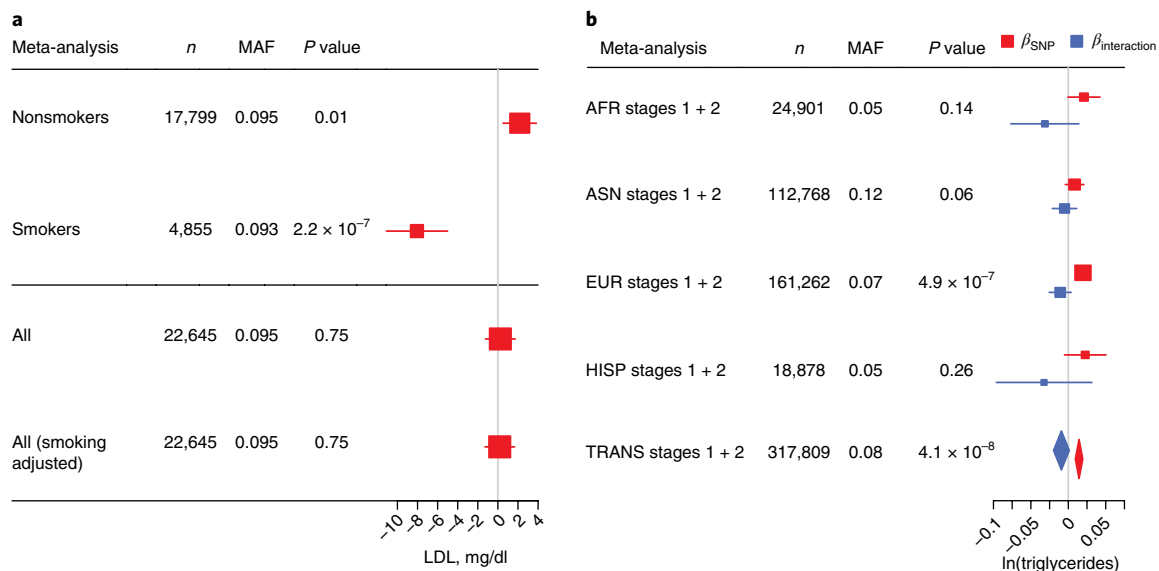 a
Meta-analysis n MAF P value
Nonsmokers 17,799 0.095 0.01
Smokers 4,855 0.093 2.2 × 10⁻⁷
All 22,645 0.095 0.75
All (smoking
adjusted) 22,645 0.095 0.75
−10 −8 −6 −4 −2 0 2 4
LDL, mg/dl
b
Meta-analysis n MAF P value βSNP βinteraction
AFR stages 1 + 2 24,901 0.05 0.14
ASN stages 1 + 2 112,768 0.12 0.06
EUR stages 1 + 2 161,262 0.07 4.9 × 10⁻⁷
HISP stages 1 + 2 18,878 0.05 0.26
TRANS stages 1 + 2 317,809 0.08 4.1 × 10⁻⁸
−0.1 −0.05 0 0.05
ln(triglycerides)